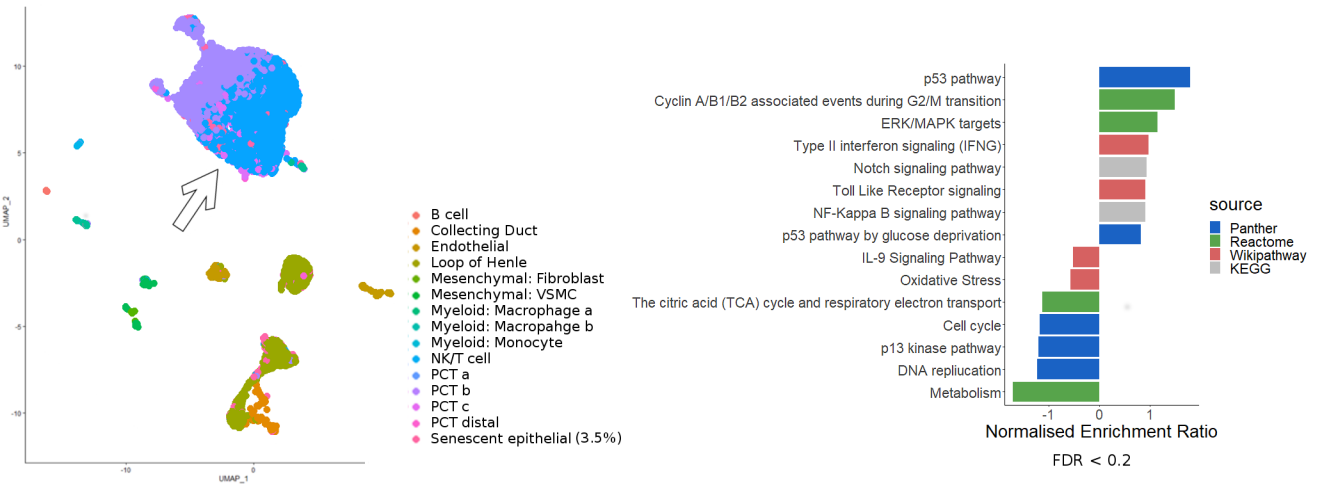 10
5
0
-5
-10
UMAP_2
-10
0
UMAP_1
B cell
Collecting Duct
Endothelial
Loop of Henle
Mesenchymal: Fibroblast
Mesenchymal: VSMC
Myeloid: Macrophage a
Myeloid: Macropahge b
Myeloid: Monocyte
NK/T cell
PCT a
PCT b
PCT c
PCT distal
Senescent epithelial (3.5%)
p53 pathway
Cyclin A/B1/B2 associated events during G2/M transition
ERK/MAPK targets
Type II interferon signaling (IFNG)
Notch signaling pathway
Toll Like Receptor signaling
NF-Kappa B signaling pathway
p53 pathway by glucose deprivation
IL-9 Signaling Pathway
Oxidative Stress
The citric acid (TCA) cycle and respiratory electron transport
Cell cycle
p13 kinase pathway
DNA repliucation
Metabolism
-1 0 1
Normalised Enrichment Ratio
FDR < 0.2
source
Panther
Reactome
Wikipathway
KEGG